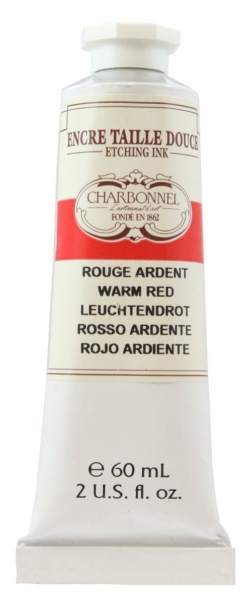 ENCRE TAILLE DOUCE
ETCHING INK
CHARBONNEL
FONDÉ EN 1862
ROUGE ARDENT
WARM RED
LEUCHTENDROT
ROSSO ARDENTE
ROJO ARDIENTE
℮ 60 mL
2 U.S. fl. oz.